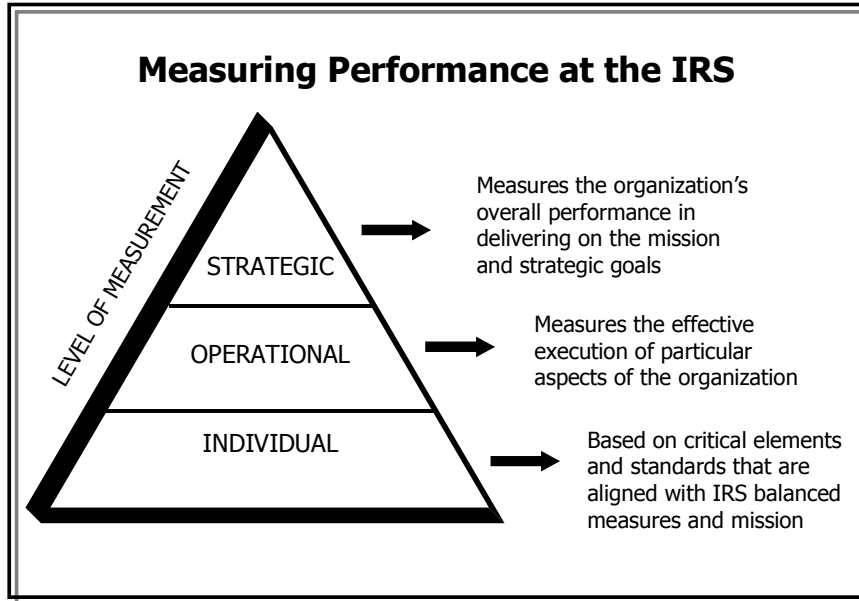 Measuring Performance at the IRS
LEVEL OF MEASUREMENT
STRATEGIC
Measures the organization’s
overall performance in
delivering on the mission
and strategic goals
OPERATIONAL
Measures the effective
execution of particular
aspects of the organization
INDIVIDUAL
Based on critical elements
and standards that are
aligned with IRS balanced
measures and mission